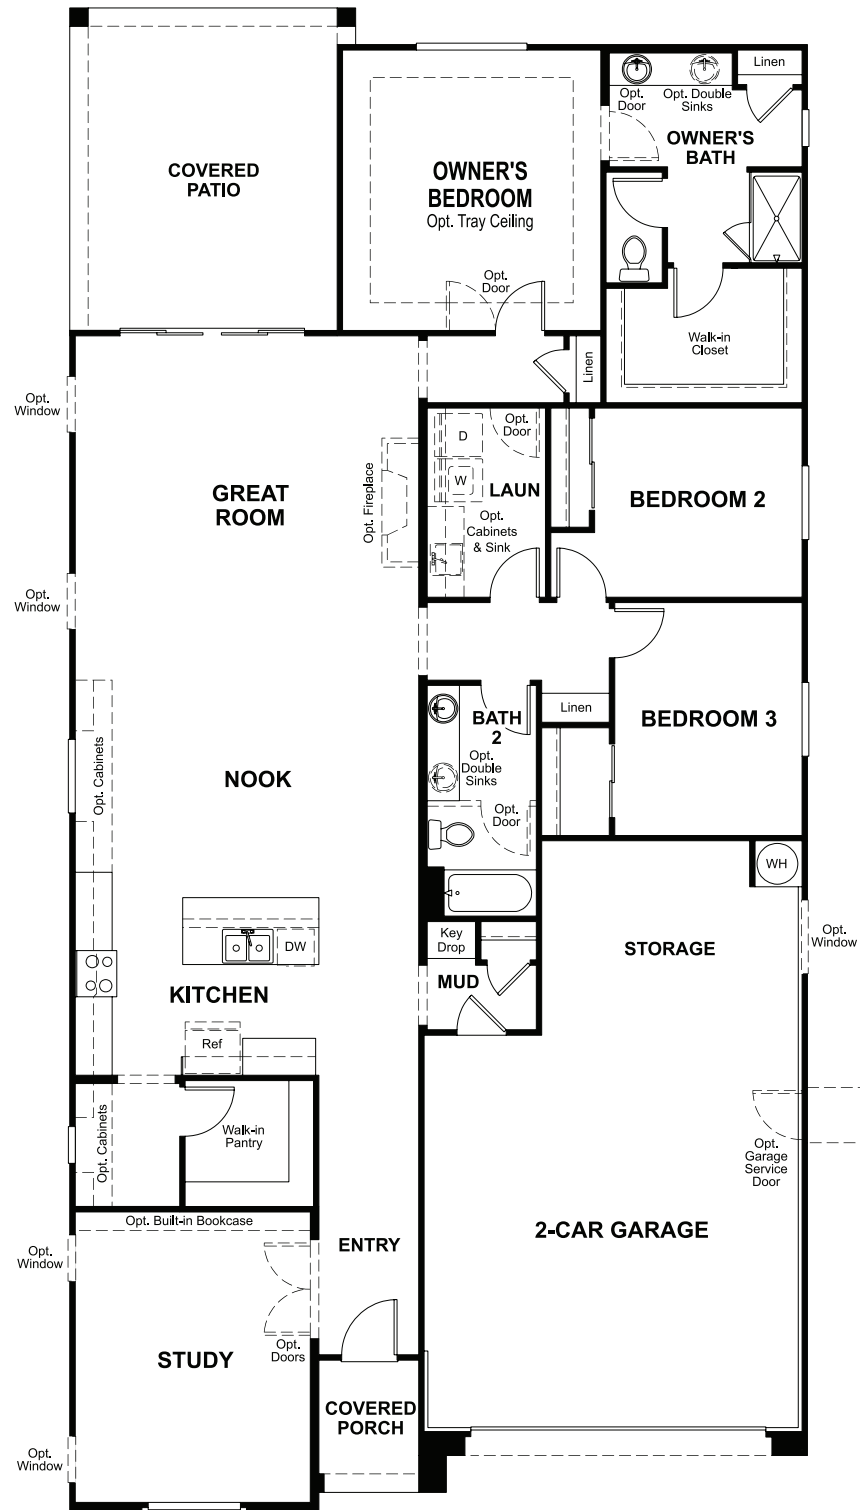 Linen
Opt.
Door
Opt. Double
Sinks
OWNER'S
BATH
COVERED
PATIO
OWNER'S
BEDROOM
Opt. Tray Ceiling
Opt.
Door
Walk-in
Closet
Linen
Opt.
Window
Opt.
Door
D
W
LAUN
Opt.
Cabinets
& Sink
GREAT
ROOM
Opt. Fireplace
BEDROOM 2
Opt.
Window
Linen
BATH
2
BEDROOM 3
Opt.
Double
Sinks
Opt. Cabinets
NOOK
Opt.
Door
WH
Key
Drop
DW
STORAGE
Opt.
Window
MUD
KITCHEN
Ref
Opt. Cabinets
Walk-in
Pantry
Opt.
Garage
Service
Door
Opt. Built-in Bookcase
Opt.
Window
ENTRY
2-CAR GARAGE
Opt.
Doors
STUDY
COVERED
PORCH
Opt.
Window